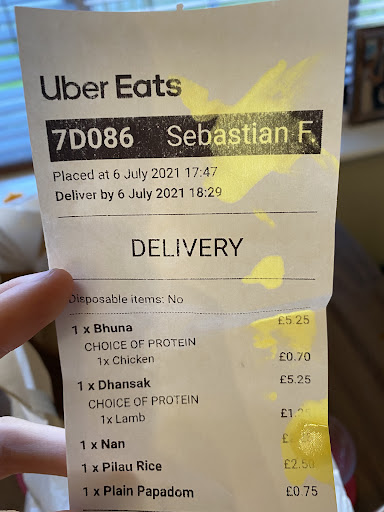 Uber Eats
7D086 Sebastian F.
Placed at 6 July 2021 17:47
Deliver by 6 July 2021 18:29
DELIVERY
Disposable items: No
1 x Bhuna £5.25
CHOICE OF PROTEIN
1x Chicken £0.70
1 x Dhansak £5.25
CHOICE OF PROTEIN
1x Lamb
1 x Nan
1 x Pilau Rice £2.50
1 x Plain Papadom £0.75